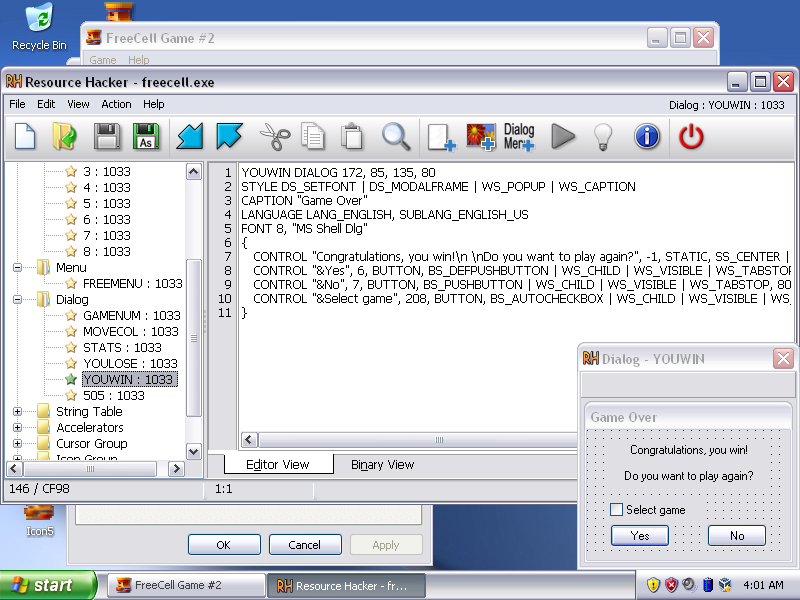 Recycle Bin
FreeCell Game #2
Game Help
Resource Hacker - freecell.exe
File Edit View Action Help
Dialog : YOUWIN : 1033
As
Dialog
Mer
3 : 1033
4 : 1033
5 : 1033
6 : 1033
7 : 1033
8 : 1033
Menu
FREEMENU : 1033
Dialog
GAMENUM : 1033
MOVECOL : 1033
STATS : 1033
YOULOSE : 1033
YOUWIN : 1033
505 : 1033
String Table
Accelerators
Cursor Group
Icon Group
1 YOUWIN DIALOG 172, 85, 135, 80
2 STYLE DS_SETFONT | DS_MODALFRAME | WS_POPUP | WS_CAPTION
3 CAPTION "Game Over"
4 LANGUAGE LANG_ENGLISH, SUBLANG_ENGLISH_US
5 FONT 8, "MS Shell Dlg"
6 {
7 CONTROL "Congratulations, you win!\n \nDo you want to play again?", -1, STATIC, SS_CENTER |
8 CONTROL "&Yes", 6, BUTTON, BS_DEFPUSHBUTTON | WS_CHILD | WS_VISIBLE | WS_TABSTOP
9 CONTROL "&No", 7, BUTTON, BS_PUSHBUTTON | WS_CHILD | WS_VISIBLE | WS_TABSTOP, 80
10 CONTROL "&Select game", 208, BUTTON, BS_AUTOCHECKBOX | WS_CHILD | WS_VISIBLE | WS_
11 }
Editor View Binary View
146 / CF98 1:1
RH Dialog - YOUWIN
Game Over
Congratulations, you win!
Do you want to play again?
Select game
Yes No
Icon5
OK Cancel Apply
start
FreeCell Game #2
RH Resource Hacker - fr...
4:01 AM